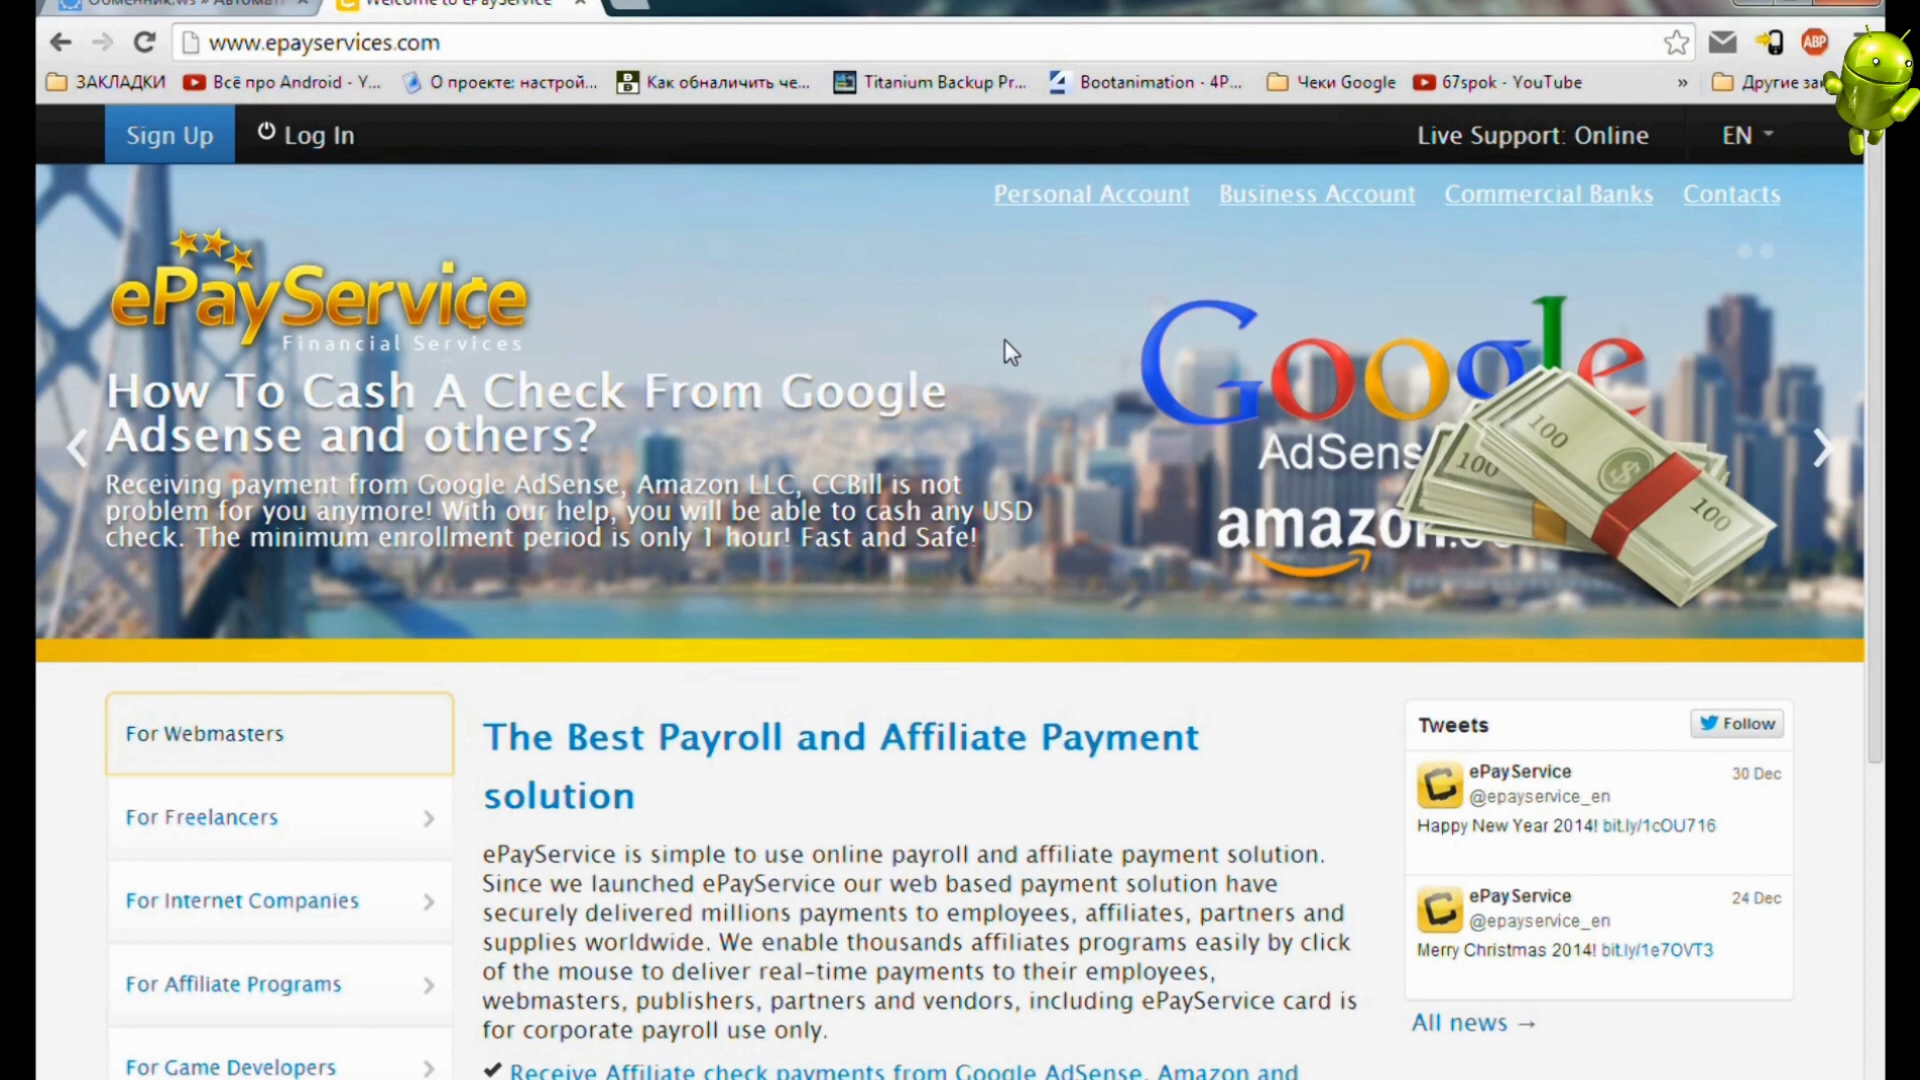 Обменник.ws » Автомат
Welcome to ePayService
www.epayservices.com
ABP
ЗАКЛАДКИ Всё про Android - Y... О проекте: настрой... Как обналичить че... Titanium Backup Pr... Bootanimation - 4P... Чеки Google 67spok - YouTube » Другие зак
Sign Up Log In Live Support: Online EN
Personal Account Business Account Commercial Banks Contacts
ePayService
Financial Services
How To Cash A Check From Google
Adsense and others?
Receiving payment from Google AdSense, Amazon LLC, CCBill is not
problem for you anymore! With our help, you will be able to cash any USD
check. The minimum enrollment period is only 1 hour! Fast and Safe!
Google
AdSens
amazon.co
100
100
100
For Webmasters
For Freelancers
For Internet Companies
For Affiliate Programs
For Game Developers
The Best Payroll and Affiliate Payment
solution
ePayService is simple to use online payroll and affiliate payment solution.
Since we launched ePayService our web based payment solution have
securely delivered millions payments to employees, affiliates, partners and
supplies worldwide. We enable thousands affiliates programs easily by click
of the mouse to deliver real-time payments to their employees,
webmasters, publishers, partners and vendors, including ePayService card is
for corporate payroll use only.
Receive Affiliate check payments from Google AdSense, Amazon and
Tweets Follow
ePayService 30 Dec
@epayservice_en
Happy New Year 2014! bit.ly/1cOU716
ePayService 24 Dec
@epayservice_en
Merry Christmas 2014! bit.ly/1e7OVT3
All news →